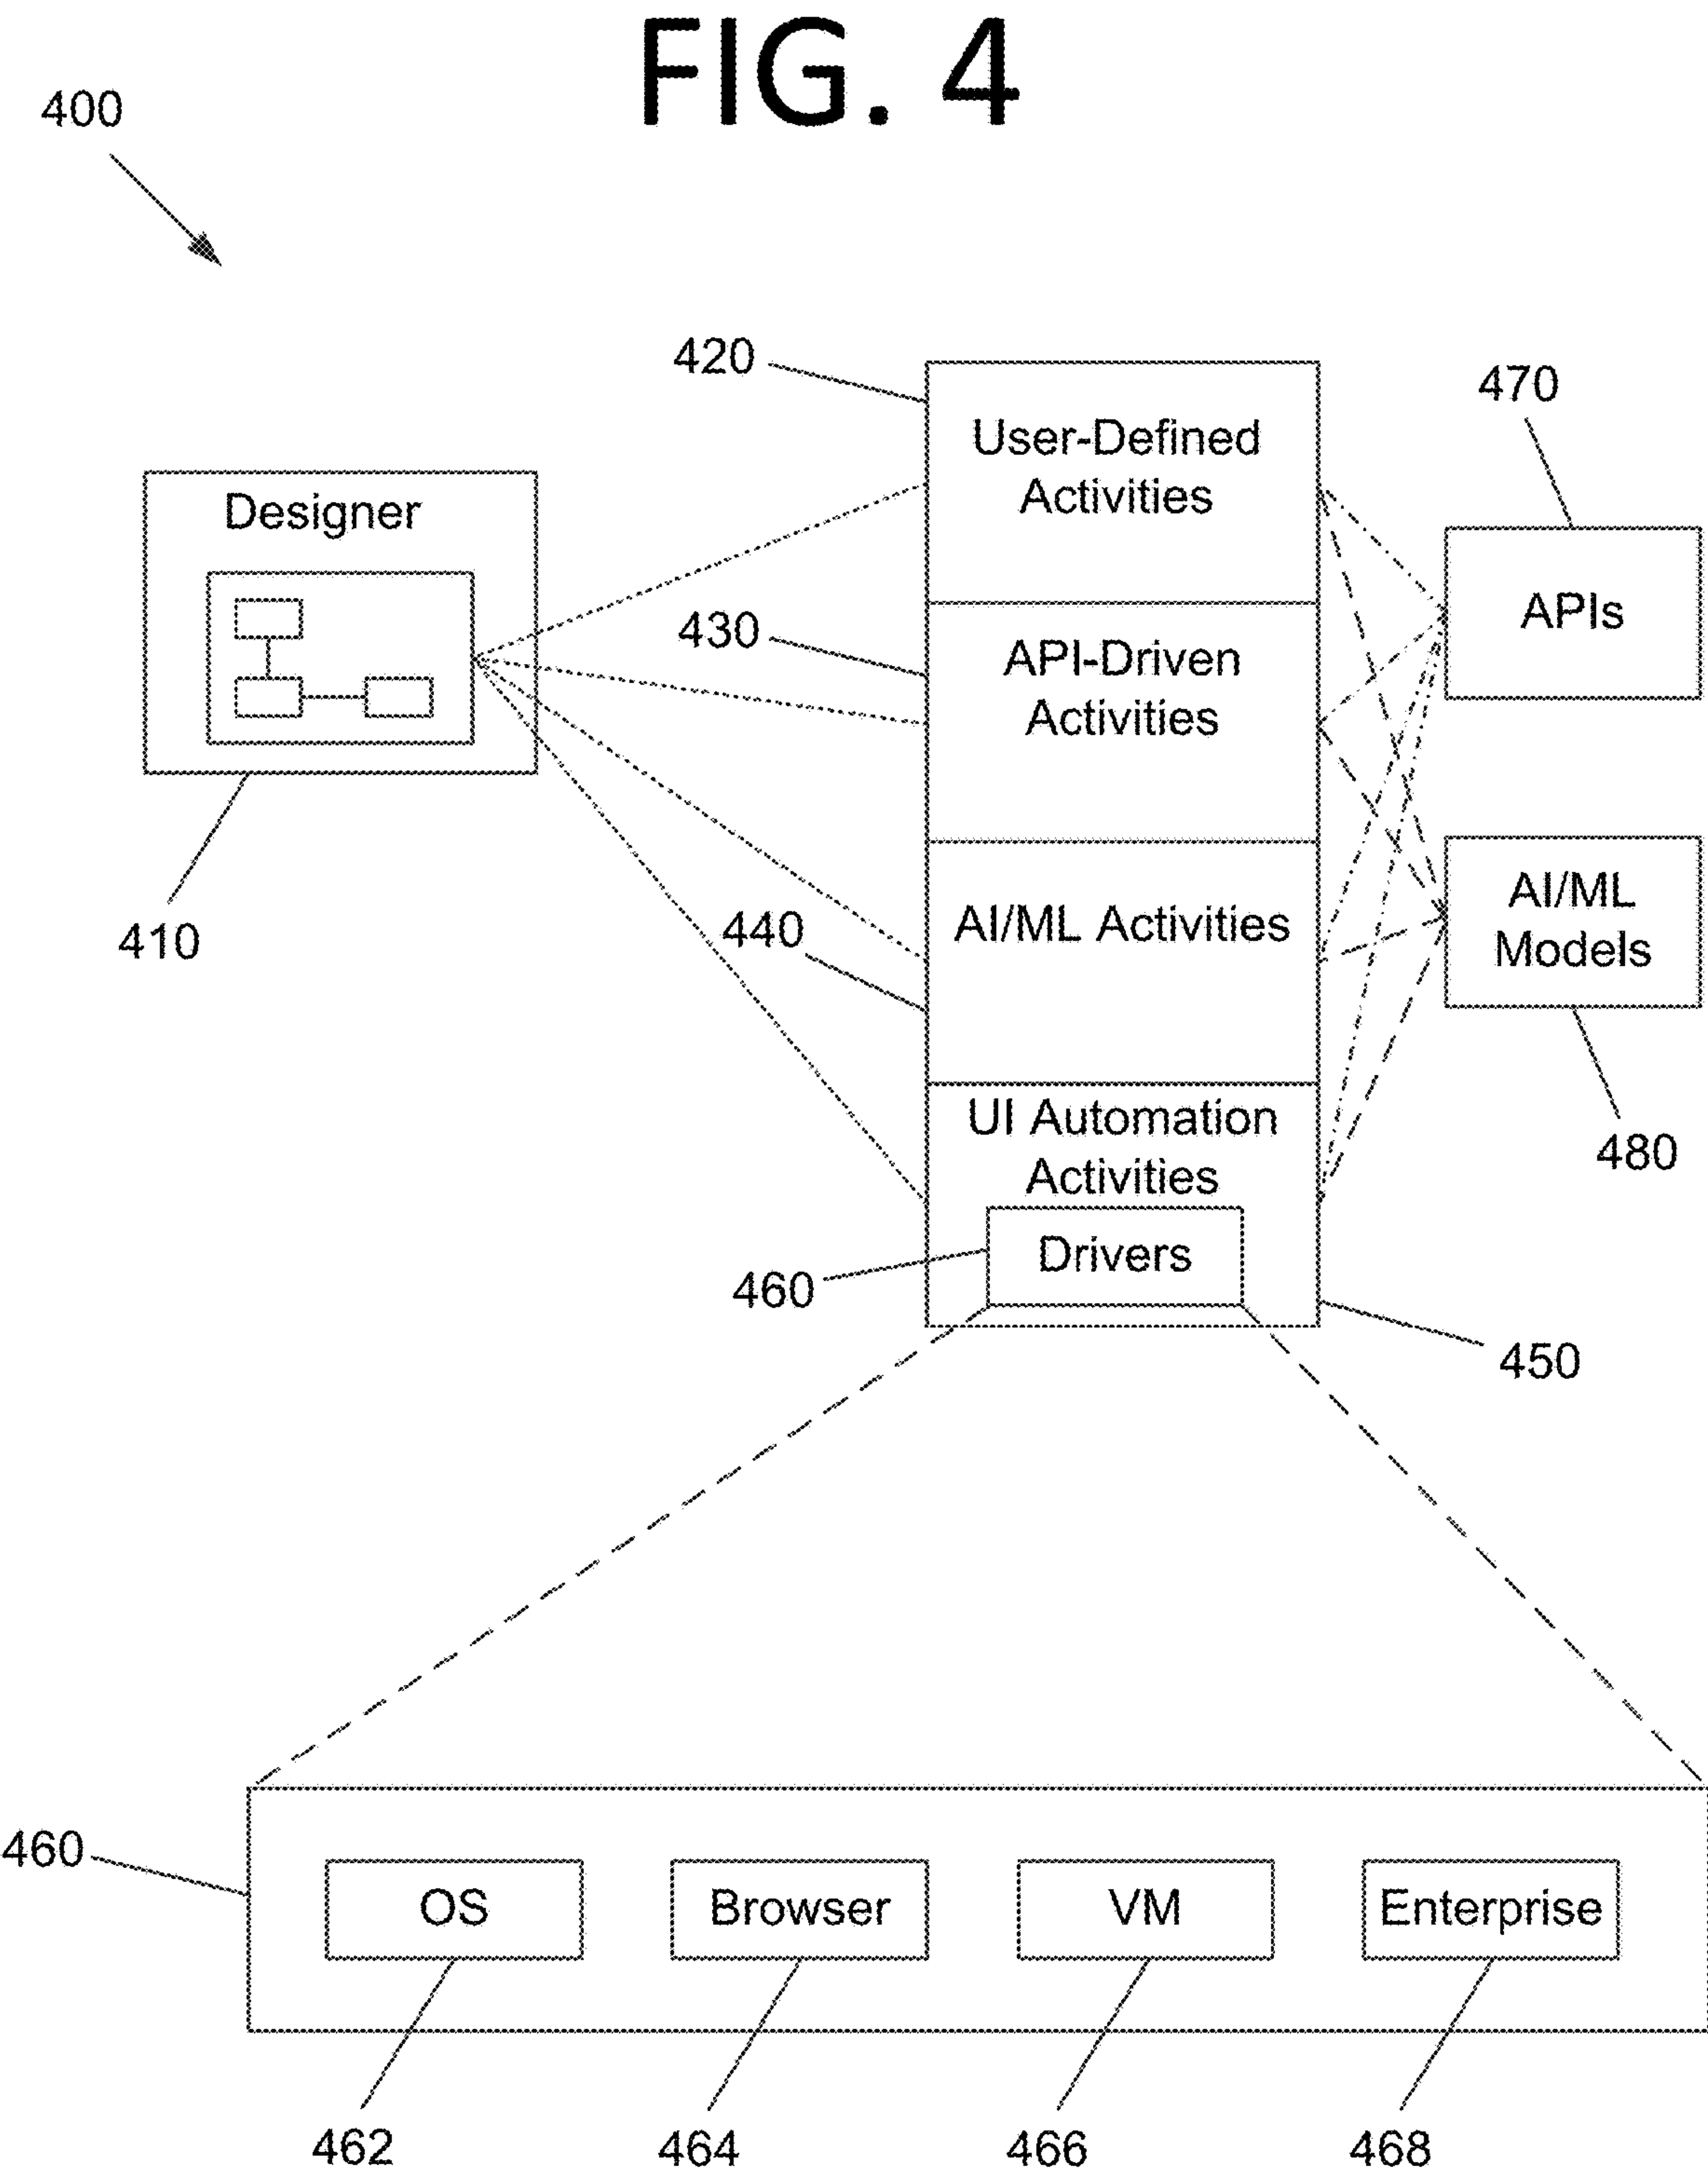 FIG. 4
400
420
User-Defined
Activities
470
APIs
Designer
430
API-Driven
Activities
410
440
AI/ML Activities
AI/ML
Models
480
UI Automation
Activities
460
Drivers
450
460
OS
Browser
VM
Enterprise
462
464
466
468